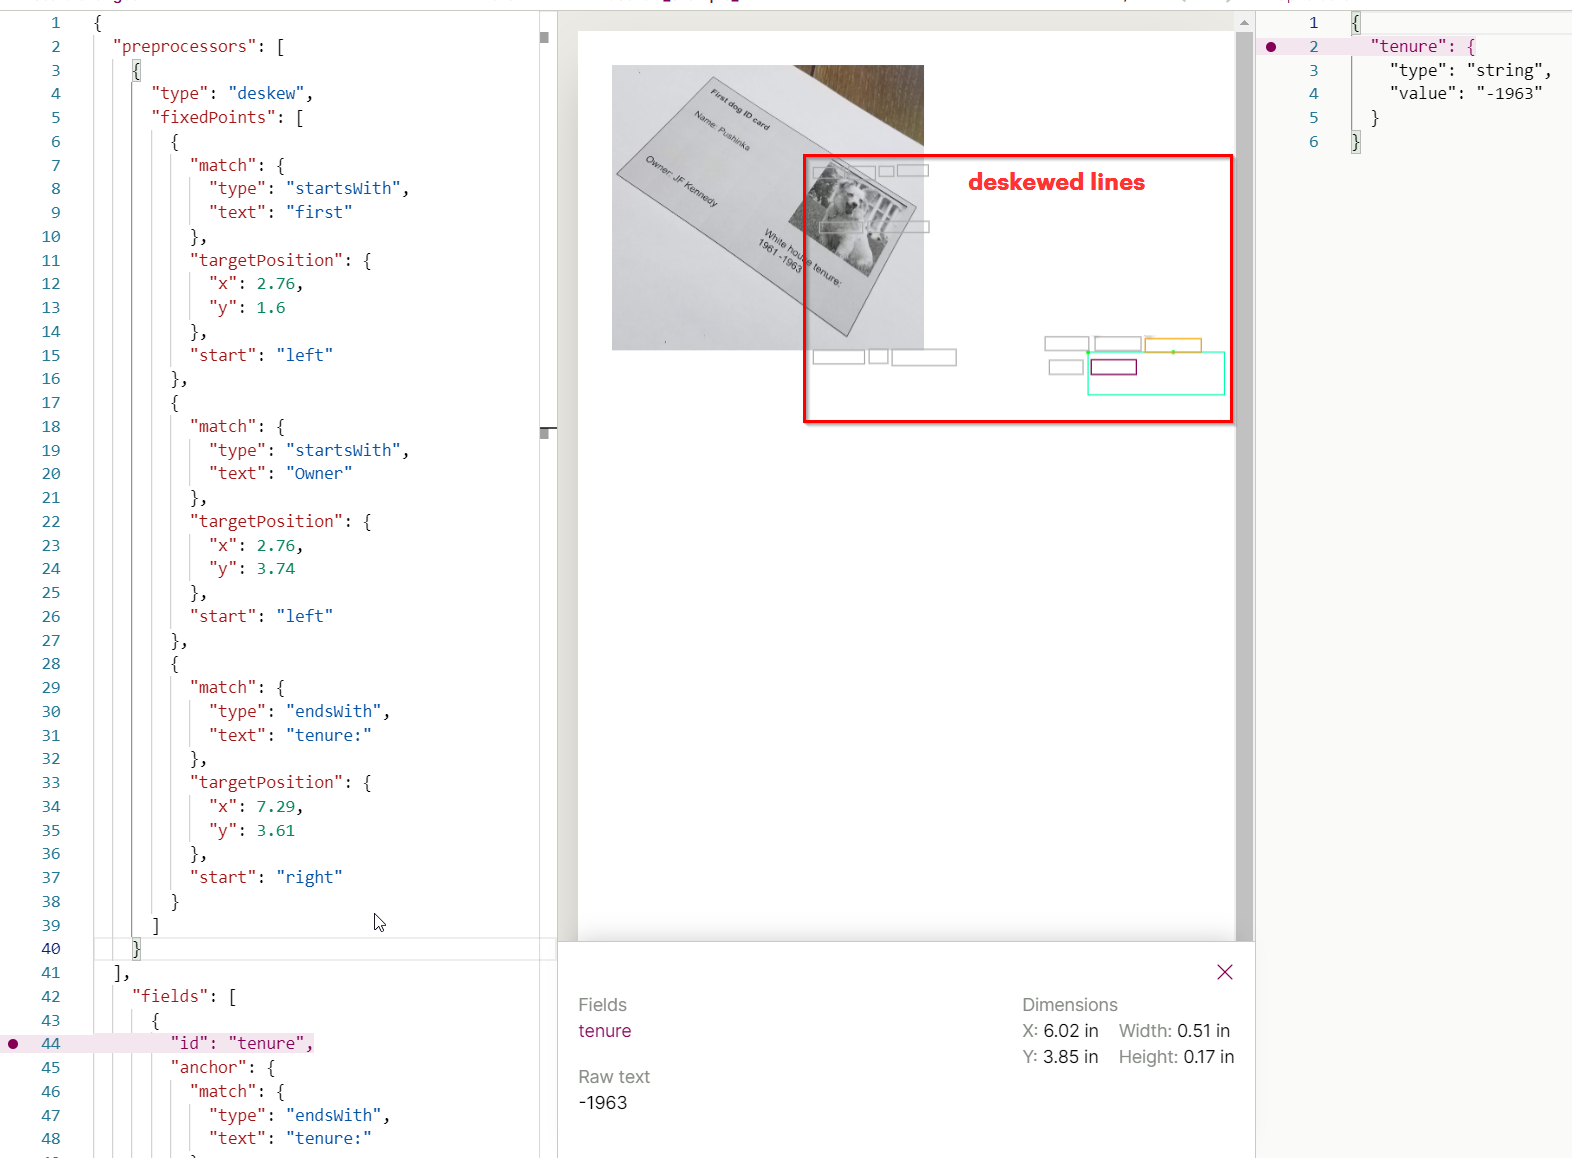 1 {
2 "preprocessors": [
3 {
4 "type": "deskew",
5 "fixedPoints": [
6 {
7 "match": {
8 "type": "startsWith",
9 "text": "first"
10 },
11 "targetPosition": {
12 "x": 2.76,
13 "y": 1.6
14 },
15 "start": "left"
16 },
17 {
18 "match": {
19 "type": "startsWith",
20 "text": "Owner"
21 },
22 "targetPosition": {
23 "x": 2.76,
24 "y": 3.74
25 },
26 "start": "left"
27 },
28 {
29 "match": {
30 "type": "endsWith",
31 "text": "tenure:"
32 },
33 "targetPosition": {
34 "x": 7.29,
35 "y": 3.61
36 },
37 "start": "right"
38 }
39 ]
40 }
41 ],
42 "fields": [
43 {
44 "id": "tenure",
45 "anchor": {
46 "match": {
47 "type": "endsWith",
48 "text": "tenure:"
First dog ID card
Name: Pushinka
Owner: JF Kennedy
White house tenure:
1961 -1963
deskewed lines
Fields
tenure
Raw text
-1963
Dimensions
X: 6.02 in Width: 0.51 in
Y: 3.85 in Height: 0.17 in
1 {
2 "tenure": {
3 "type": "string",
4 "value": "-1963"
5 }
6 }